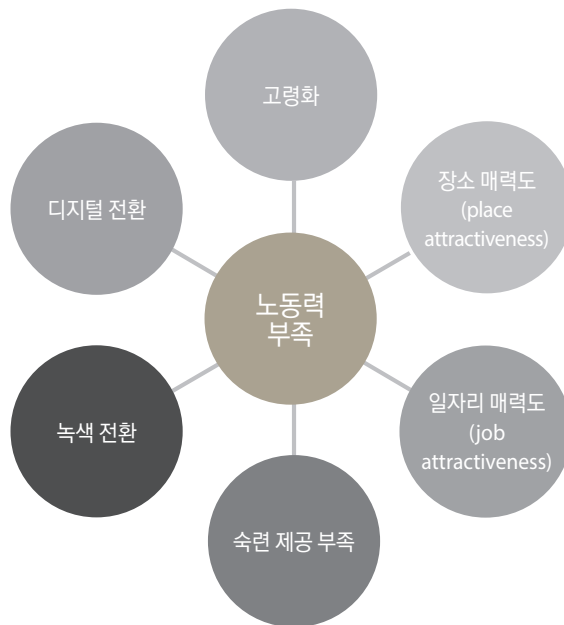 고령화
장소 매력도
(place
attractiveness)
일자리 매력도
(job
attractiveness)
숙련 제공 부족
녹색 전환
디지털 전환
노동력
부족